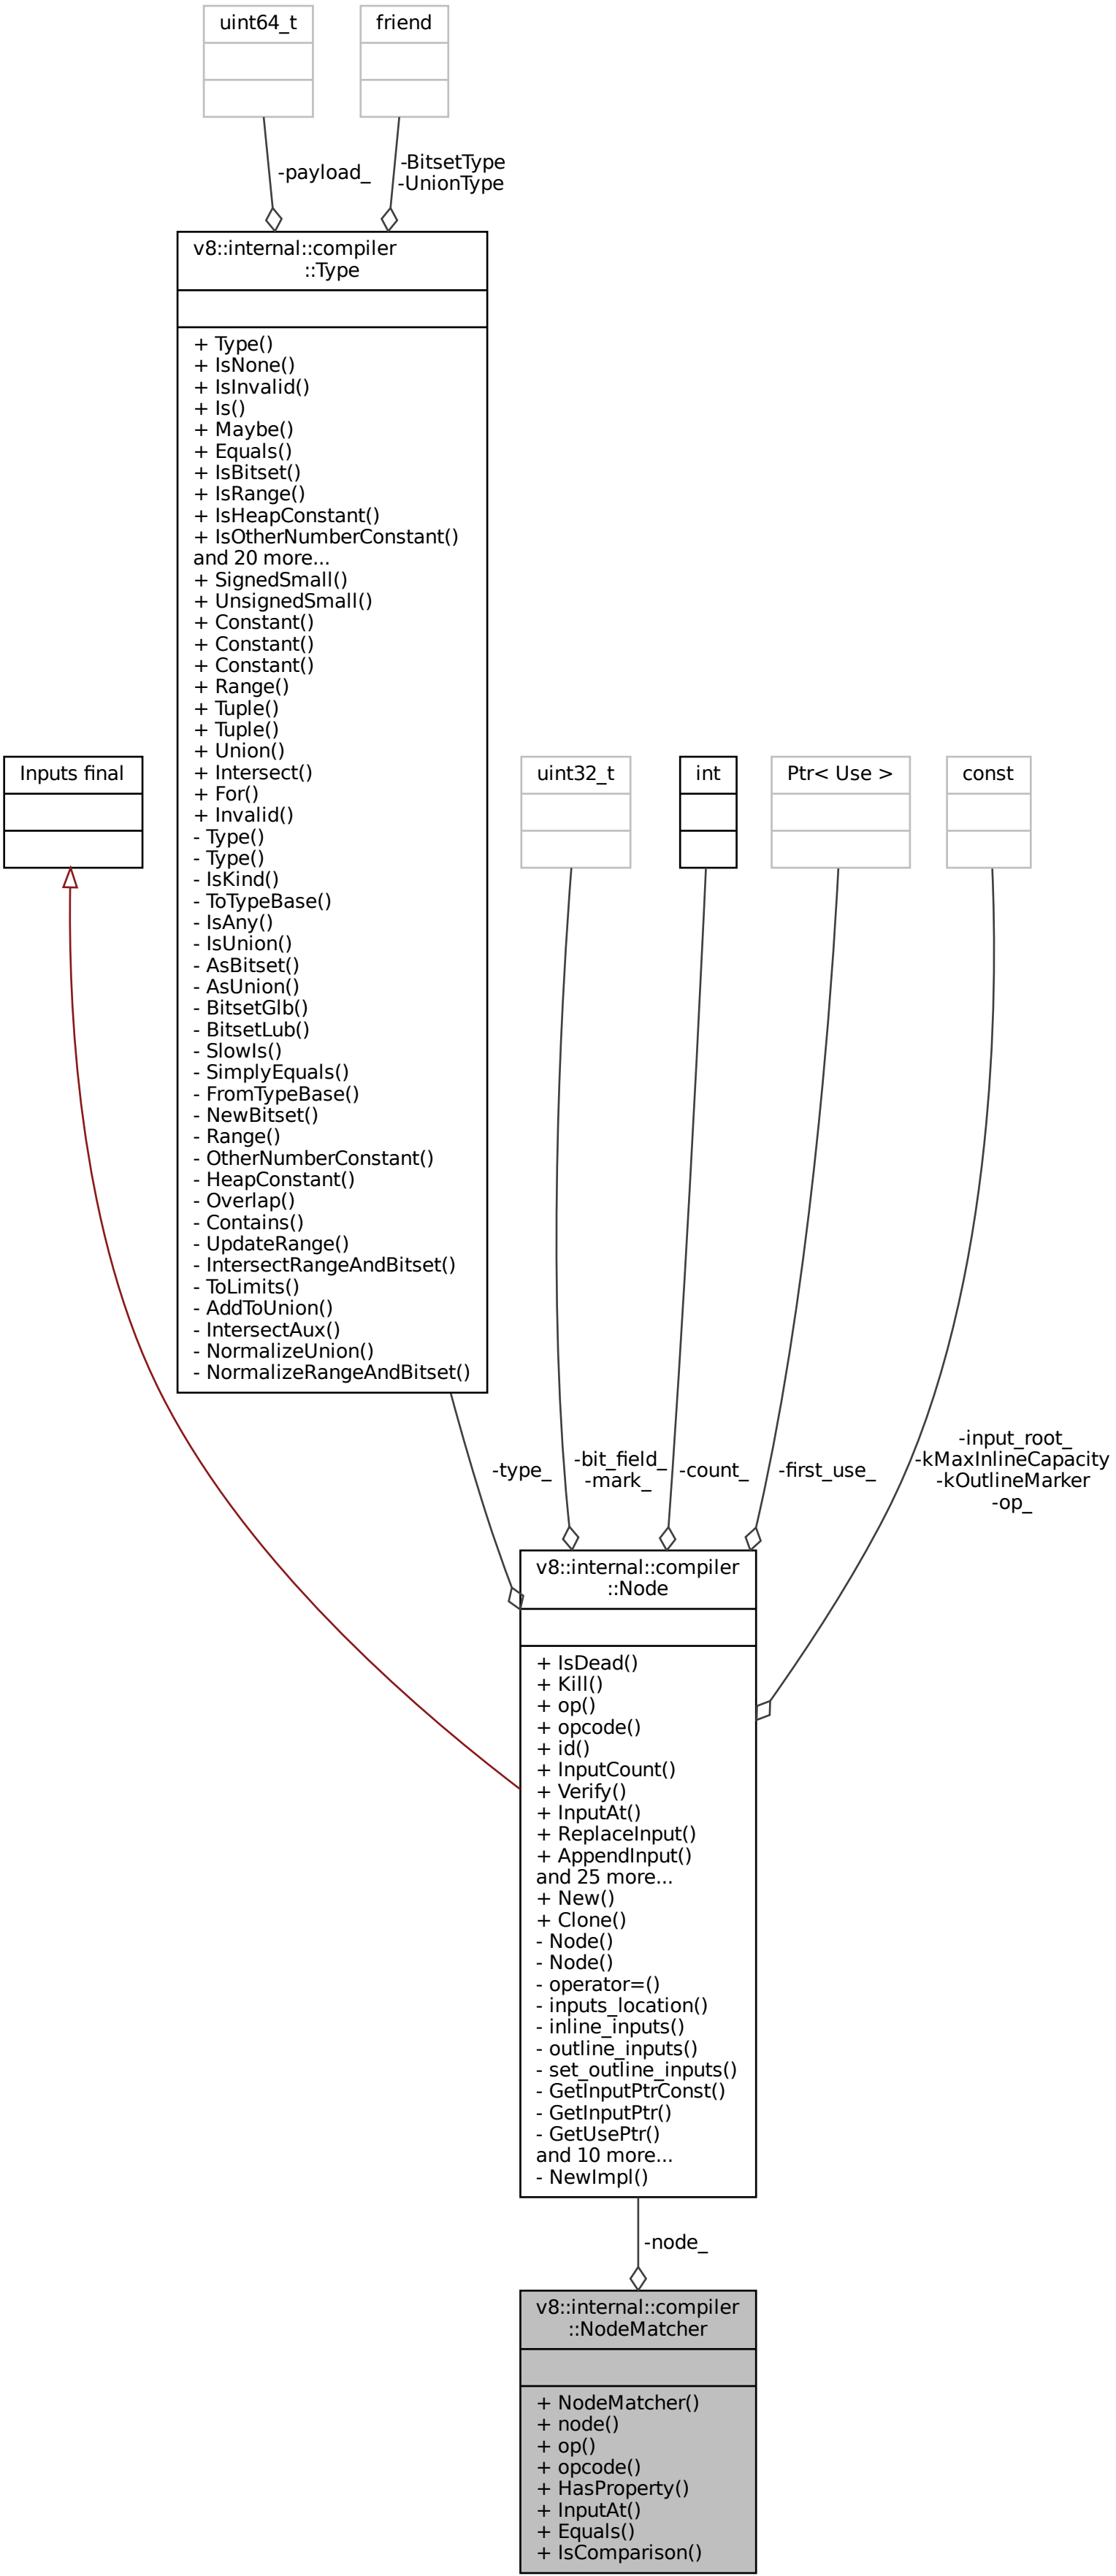 uint64_t
friend
-payload_
-BitsetType
-UnionType
v8::internal::compiler
::Type
+ Type()
+ IsNone()
+ IsInvalid()
+ Is()
+ Maybe()
+ Equals()
+ IsBitset()
+ IsRange()
+ IsHeapConstant()
+ IsOtherNumberConstant()
and 20 more...
+ SignedSmall()
+ UnsignedSmall()
+ Constant()
+ Constant()
+ Constant()
+ Range()
+ Tuple()
+ Tuple()
+ Union()
+ Intersect()
+ For()
+ Invalid()
- Type()
- Type()
- IsKind()
- ToTypeBase()
- IsAny()
- IsUnion()
- AsBitset()
- AsUnion()
- BitsetGlb()
- BitsetLub()
- SlowIs()
- SimplyEquals()
- FromTypeBase()
- NewBitset()
- Range()
- OtherNumberConstant()
- HeapConstant()
- Overlap()
- Contains()
- UpdateRange()
- IntersectRangeAndBitset()
- ToLimits()
- AddToUnion()
- IntersectAux()
- NormalizeUnion()
- NormalizeRangeAndBitset()
Inputs final
uint32_t
int
Ptr< Use >
const
-type_
-bit_field_
-mark_
-count_
-first_use_
-input_root_
-kMaxInlineCapacity
-kOutlineMarker
-op_
v8::internal::compiler
::Node
+ IsDead()
+ Kill()
+ op()
+ opcode()
+ id()
+ InputCount()
+ Verify()
+ InputAt()
+ ReplaceInput()
+ AppendInput()
and 25 more...
+ New()
+ Clone()
- Node()
- Node()
- operator=()
- inputs_location()
- inline_inputs()
- outline_inputs()
- set_outline_inputs()
- GetInputPtrConst()
- GetInputPtr()
- GetUsePtr()
and 10 more...
- NewImpl()
-node_
v8::internal::compiler
::NodeMatcher
+ NodeMatcher()
+ node()
+ op()
+ opcode()
+ HasProperty()
+ InputAt()
+ Equals()
+ IsComparison()